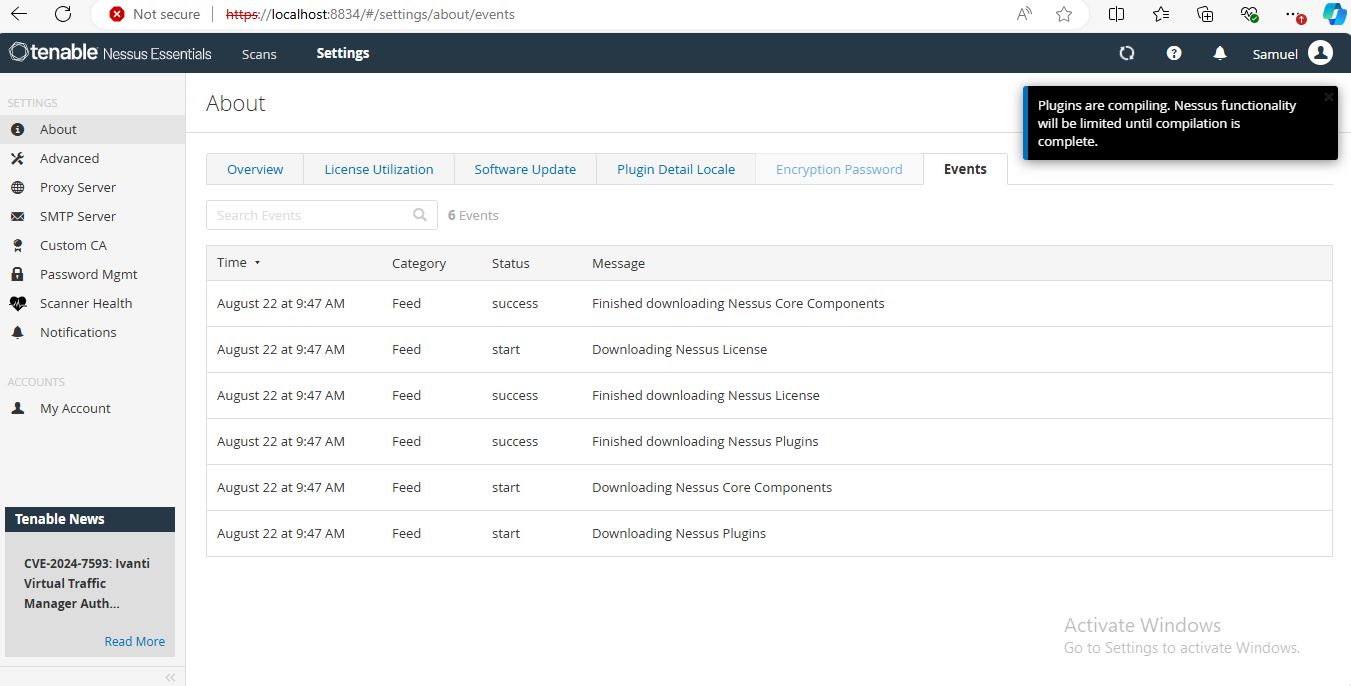 Not secure https://localhost:8834/#/settings/about/events
tenable Nessus Essentials Scans Settings Samuel
SETTINGS
About
Advanced
Proxy Server
SMTP Server
Custom CA
Password Mgmt
Scanner Health
Notifications
ACCOUNTS
My Account
Tenable News
CVE-2024-7593: Ivanti
Virtual Traffic
Manager Auth...
Read More
About
Plugins are compiling. Nessus functionality
will be limited until compilation is
complete.
Overview License Utilization Software Update Plugin Detail Locale Encryption Password Events
Search Events 6 Events
Time Category Status Message
August 22 at 9:47 AM Feed success Finished downloading Nessus Core Components
August 22 at 9:47 AM Feed start Downloading Nessus License
August 22 at 9:47 AM Feed success Finished downloading Nessus License
August 22 at 9:47 AM Feed success Finished downloading Nessus Plugins
August 22 at 9:47 AM Feed start Downloading Nessus Core Components
August 22 at 9:47 AM Feed start Downloading Nessus Plugins
Activate Windows
Go to Settings to activate Windows.